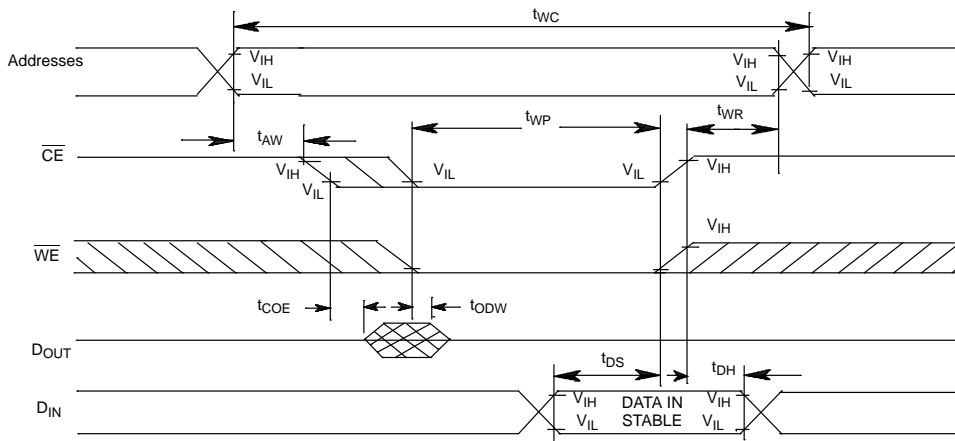 tWC
Addresses
VIH
VIL
VIH
VIL
VIH
VIL
tAW
tWP
tWR
CE
VIH
VIL
VIL
VIL
VIH
WE
VIH
tCOE
tODW
DOUT
tDS
tDH
DIN
VIH
VIL
DATA IN
STABLE
VIH
VIL